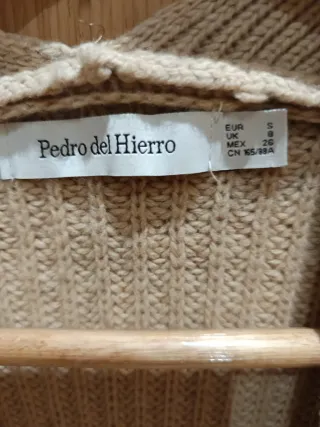 Pedro del Hierro
EUR S
UK 8
MEX 26
CN 165/88A